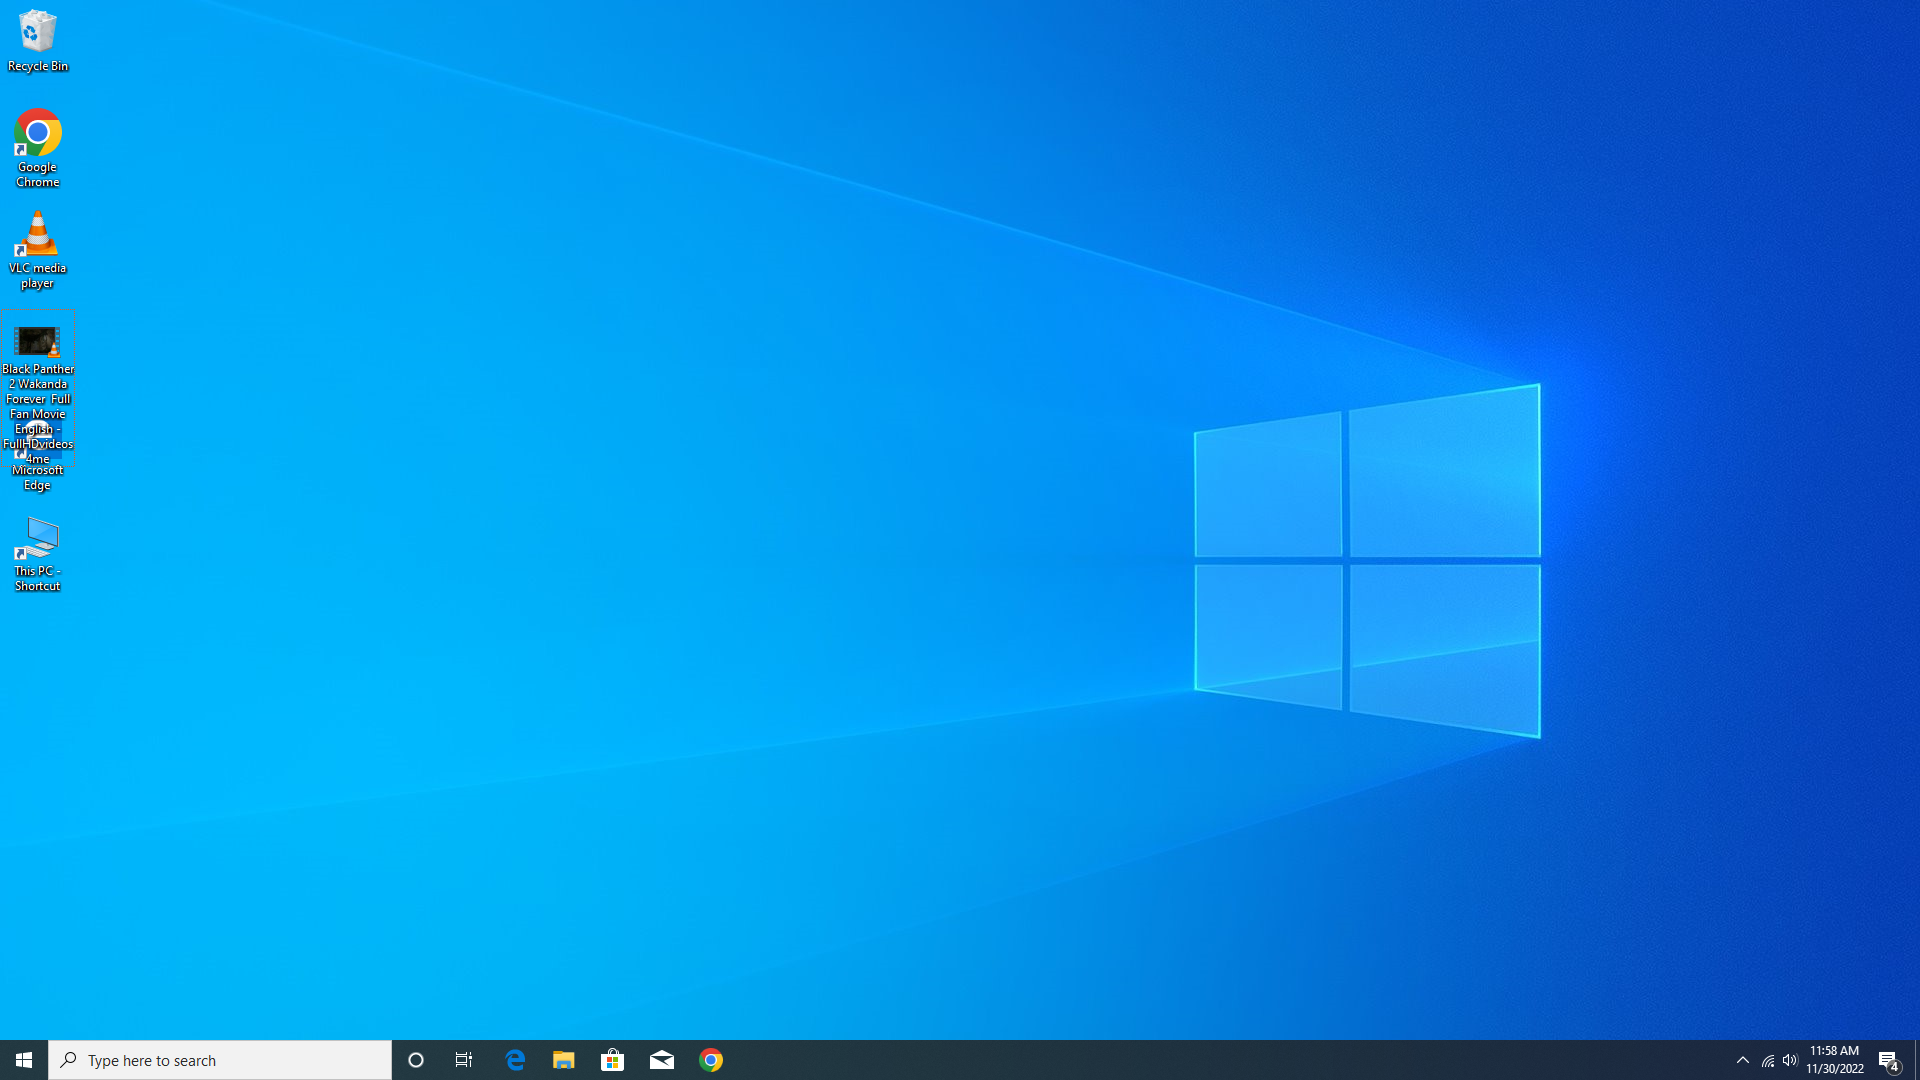 Recycle Bin
Google
Chrome
VLC media
player
Black Panther
2 Wakanda
Forever Full
Fan Movie
English -
FullHDvideos
4me
Microsoft
Edge
This PC -
Shortcut
Type here to search
11:58 AM
11/30/2022
4